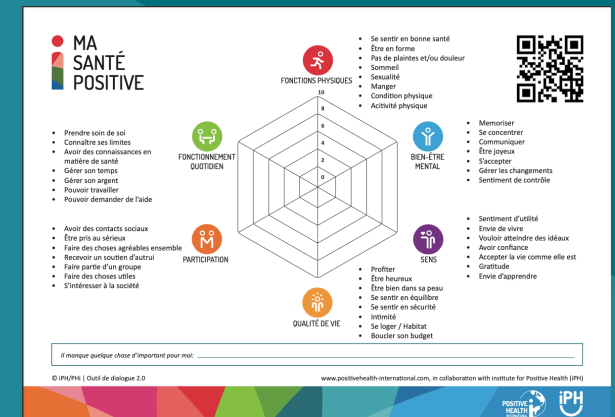 MA
SANTÉ
POSITIVE
FONCTIONS PHYSIQUES
• Se sentir en bonne santé
• Être en forme
• Pas de plaintes et/ou douleur
• Sommeil
• Sexualité
• Manger
• Condition physique
• Acitivité physique
10
8
6
4
2
0
BIEN-ÊTRE
MENTAL
• Memoriser
• Se concentrer
• Communiquer
• Être joyeux
• S'accepter
• Gérer les changements
• Sentiment de contrôle
SENS
• Sentiment d'utilité
• Envie de vivre
• Vouloir atteindre des idéaux
• Avoir confiance
• Accepter la vie comme elle est
• Gratitude
• Envie d'apprendre
QUALITÉ DE VIE
• Profiter
• Être heureux
• Être bien dans sa peau
• Se sentir en équilibre
• Se sentir en sécurité
• Intimité
• Se loger / Habitat
• Boucler son budget
PARTICIPATION
• Avoir des contacts sociaux
• Être pris au sérieux
• Faire des choses agréables ensemble
• Recevoir un soutien d'autrui
• Faire partie d'un groupe
• Faire des choses utiles
• S'intéresser à la société
FONCTIONNEMENT
QUOTIDIEN
• Prendre soin de soi
• Connaître ses limites
• Avoir des connaissances en
matière de santé
• Gérer son temps
• Gérer son argent
• Pouvoir travailler
• Pouvoir demander de l'aide
Il manque quelque chose d'important pour moi:
© iPH/PHI | Outil de dialogue 2.0
www.positivehealth-international.com, in collaboration with institute for Positive Health (iPH)
POSITIVE
HEALTH
INTERNATIONAL
iPH